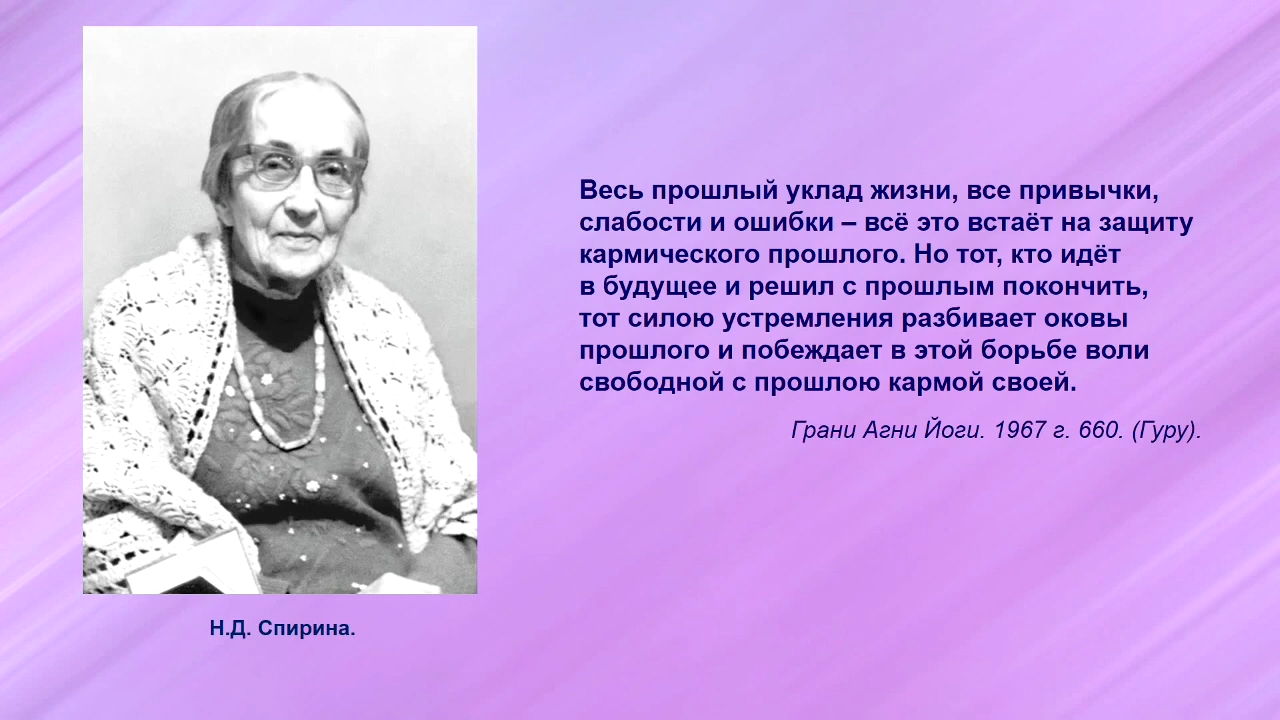 Весь прошлый уклад жизни, все привычки,
слабости и ошибки – всё это встаёт на защиту
кармического прошлого. Но тот, кто идёт
в будущее и решил с прошлым покончить,
тот силою устремления разбивает оковы
прошлого и побеждает в этой борьбе воли
свободной с прошлою кармой своей.
Грани Агни Йоги. 1967 г. 660. (Гуру).
Н.Д. Спирина.